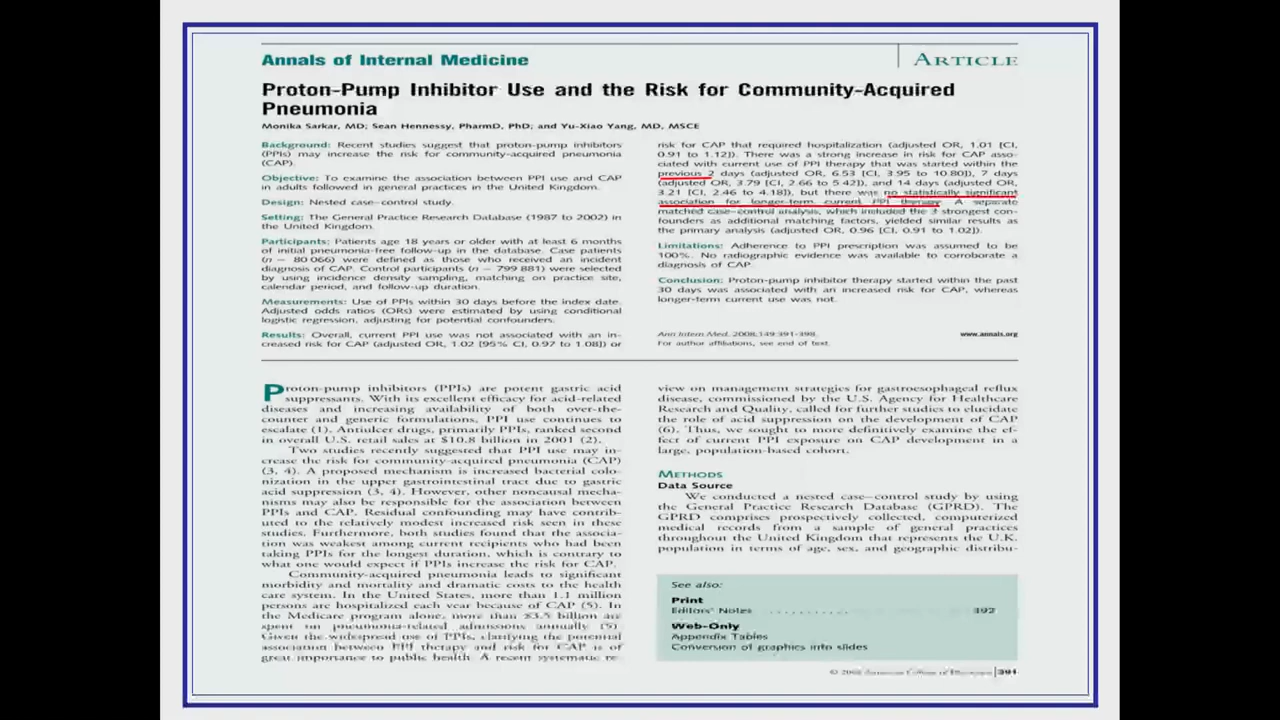 Annals of Internal Medicine
ARTICLE
Proton-Pump Inhibitor Use and the Risk for Community-Acquired
Pneumonia
Monika Sarkar, MD; Sean Hennessy, PharmD, PhD; and Yu-Xiao Yang, MD, MSCE
Background: Recent studies suggest that proton-pump inhibitors
(PPIs) may increase the risk for community-acquired pneumonia
(CAP).
Objective: To examine the association between PPI use and CAP
in adults followed in general practices in the United Kingdom.
Design: Nested case–control study.
Setting: The General Practice Research Database (1987 to 2002) in
the United Kingdom.
Participants: Patients age 18 years or older with at least 6 months
of initial pneumonia-free follow-up in the database. Case patients
(n = 80 066) were defined as those who received an incident
diagnosis of CAP. Control participants (n = 799 881) were selected
by using incidence density sampling, matching on practice site,
calendar period, and follow-up duration.
Measurements: Use of PPIs within 30 days before the index date.
Adjusted odds ratios (ORs) were estimated by using conditional
logistic regression, adjusting for potential confounders.
Results: Overall, current PPI use was not associated with an in-
creased risk for CAP (adjusted OR, 1.02 [95% CI, 0.97 to 1.08]) or
risk for CAP that required hospitalization (adjusted OR, 1.01 [CI,
0.91 to 1.12]). There was a strong increase in risk for CAP asso-
ciated with current use of PPI therapy that was started within the
previous 2 days (adjusted OR, 6.53 [CI, 3.95 to 10.80]), 7 days
(adjusted OR, 3.79 [CI, 2.66 to 5.42]), and 14 days (adjusted OR,
3.21 [CI, 2.46 to 4.18]), but there was no statistically significant
association for longer-term current PPI therapy. A separate
matched case–control analysis, which included the 3 strongest con-
founders as additional matching factors, yielded similar results as
the primary analysis (adjusted OR, 0.96 [CI, 0.91 to 1.02]).
Limitations: Adherence to PPI prescription was assumed to be
100%. No radiographic evidence was available to corroborate a
diagnosis of CAP.
Conclusion: Proton-pump inhibitor therapy started within the past
30 days was associated with an increased risk for CAP, whereas
longer-term current use was not.
Ann Intern Med. 2008;149:391-398.
www.annals.org
For author affiliations, see end of text.
Proton-pump inhibitors (PPIs) are potent gastric acid
suppressants. With its excellent efficacy for acid-related
diseases and increasing availability of both over-the-
counter and generic formulations, PPI use continues to
escalate (1). Antiulcer drugs, primarily PPIs, ranked second
in overall U.S. retail sales at $10.8 billion in 2001 (2).
Two studies recently suggested that PPI use may in-
crease the risk for community-acquired pneumonia (CAP)
(3, 4). A proposed mechanism is increased bacterial colo-
nization in the upper gastrointestinal tract due to gastric
acid suppression (3, 4). However, other noncausal mecha-
nisms may also be responsible for the association between
PPIs and CAP. Residual confounding may have contrib-
uted to the relatively modest increased risk seen in these
studies. Furthermore, both studies found that the associa-
tion was weakest among current recipients who had been
taking PPIs for the longest duration, which is contrary to
what one would expect if PPIs increase the risk for CAP.
Community-acquired pneumonia leads to significant
morbidity and mortality and dramatic costs to the health
care system. In the United States, more than 1.1 million
persons are hospitalized each year because of CAP (5). In
the Medicare program alone, more than $3.5 billion are
spent on pneumonia-related admissions annually (5).
Given the widespread use of PPIs, clarifying the potential
association between PPI therapy and risk for CAP is of
great importance to public health. A recent systematic re-
view on management strategies for gastroesophageal reflux
disease, commissioned by the U.S. Agency for Healthcare
Research and Quality, called for further studies to elucidate
the role of acid suppression on the development of CAP
(6). Thus, we sought to more definitively examine the ef-
fect of current PPI exposure on CAP development in a
large, population-based cohort.
METHODS
Data Source
We conducted a nested case–control study by using
the General Practice Research Database (GPRD). The
GPRD comprises prospectively collected, computerized
medical records from a sample of general practices
throughout the United Kingdom that represents the U.K.
population in terms of age, sex, and geographic distribu-
See also:
Print
Editors' Notes . . . . . . . . . . . . 392
Web-Only
Appendix Tables
Conversion of graphics into slides
© 2008 American College of Physicians 391